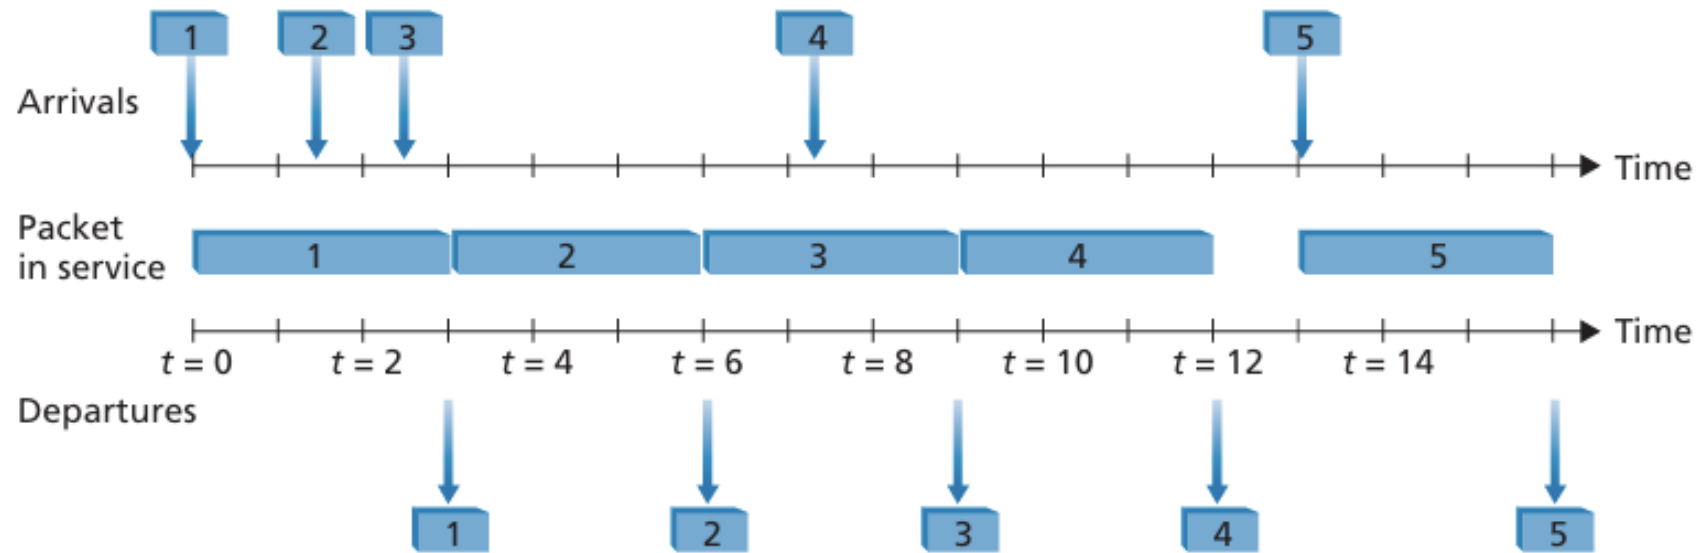 1 2 3 4 5
Arrivals
Time
Packet
in service
1 2 3 4 5
Time
t = 0 t = 2 t = 4 t = 6 t = 8 t = 10 t = 12 t = 14
Departures
1 2 3 4 5